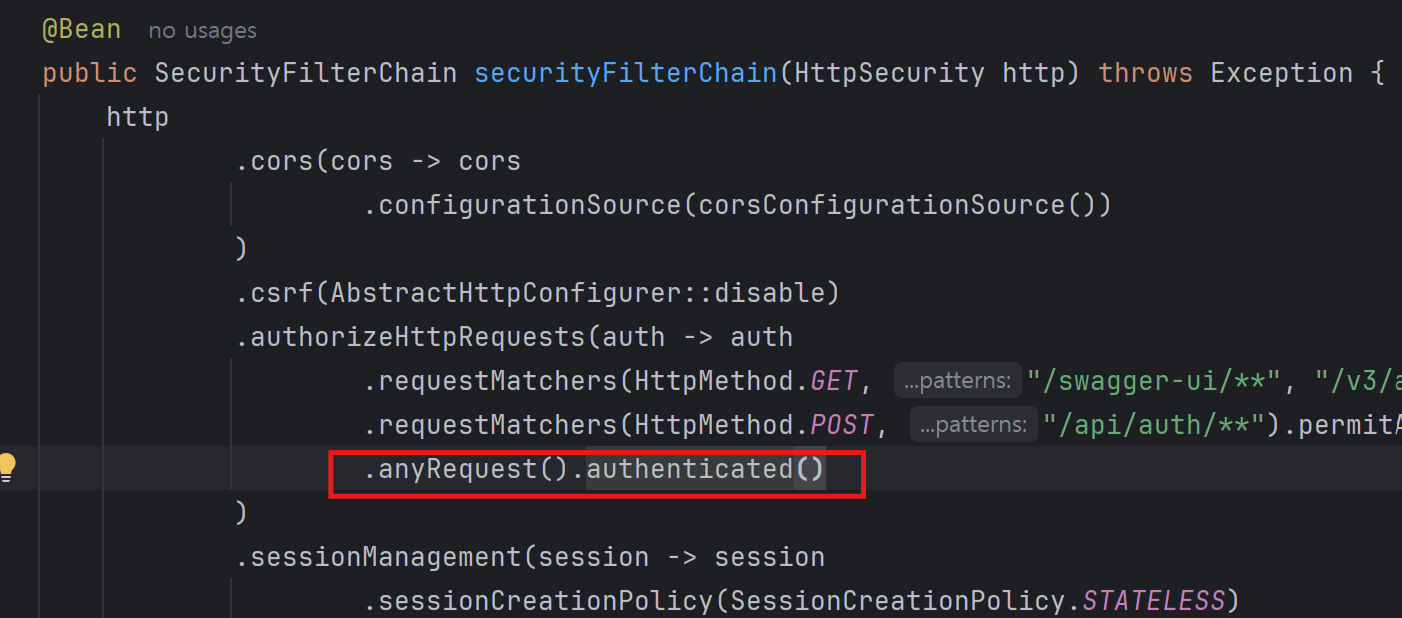 @Bean no usages
public SecurityFilterChain securityFilterChain(HttpSecurity http) throws Exception {
http
.cors(cors -> cors
.configurationSource(corsConfigurationSource())
)
.csrf(AbstractHttpConfigurer::disable)
.authorizeHttpRequests(auth -> auth
.requestMatchers(HttpMethod.GET, ...patterns: "/swagger-ui/**", "/v3/
.requestMatchers(HttpMethod.POST, ...patterns: "/api/auth/**").permit
.anyRequest().authenticated()
)
.sessionManagement(session -> session
.sessionCreationPolicy(SessionCreationPolicy.STATELESS)